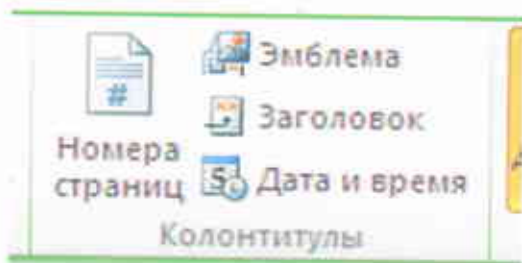 Эмблема
Заголовок
Номера
страниц
Дата и время
Колонтитулы